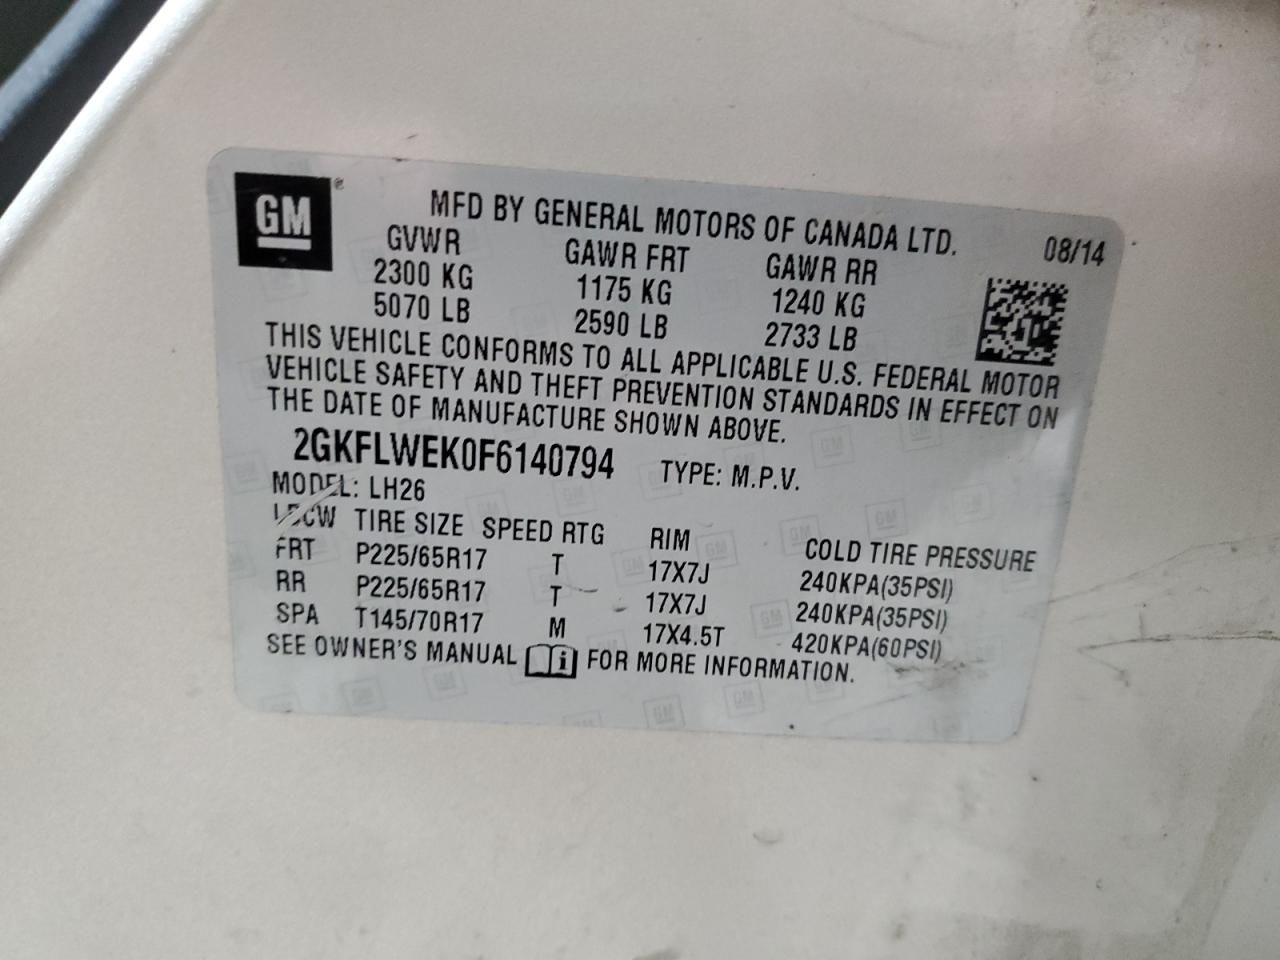 GM ®
MFD BY GENERAL MOTORS OF CANADA LTD. 08/14
GVWR GAWR FRT GAWR RR
2300 KG 1175 KG 1240 KG
5070 LB 2590 LB 2733 LB
THIS VEHICLE CONFORMS TO ALL APPLICABLE U.S. FEDERAL MOTOR
VEHICLE SAFETY AND THEFT PREVENTION STANDARDS IN EFFECT ON
THE DATE OF MANUFACTURE SHOWN ABOVE.
2GKFLWEK0F6140794 TYPE: M.P.V.
MODEL: LH26
TIRE SIZE SPEED RTG RIM COLD TIRE PRESSURE
FRT P225/65R17 T 17X7J 240KPA(35PSI)
RR P225/65R17 T 17X7J 240KPA(35PSI)
SPA T145/70R17 M 17X4.5T 420KPA(60PSI)
SEE OWNER'S MANUAL i FOR MORE INFORMATION.